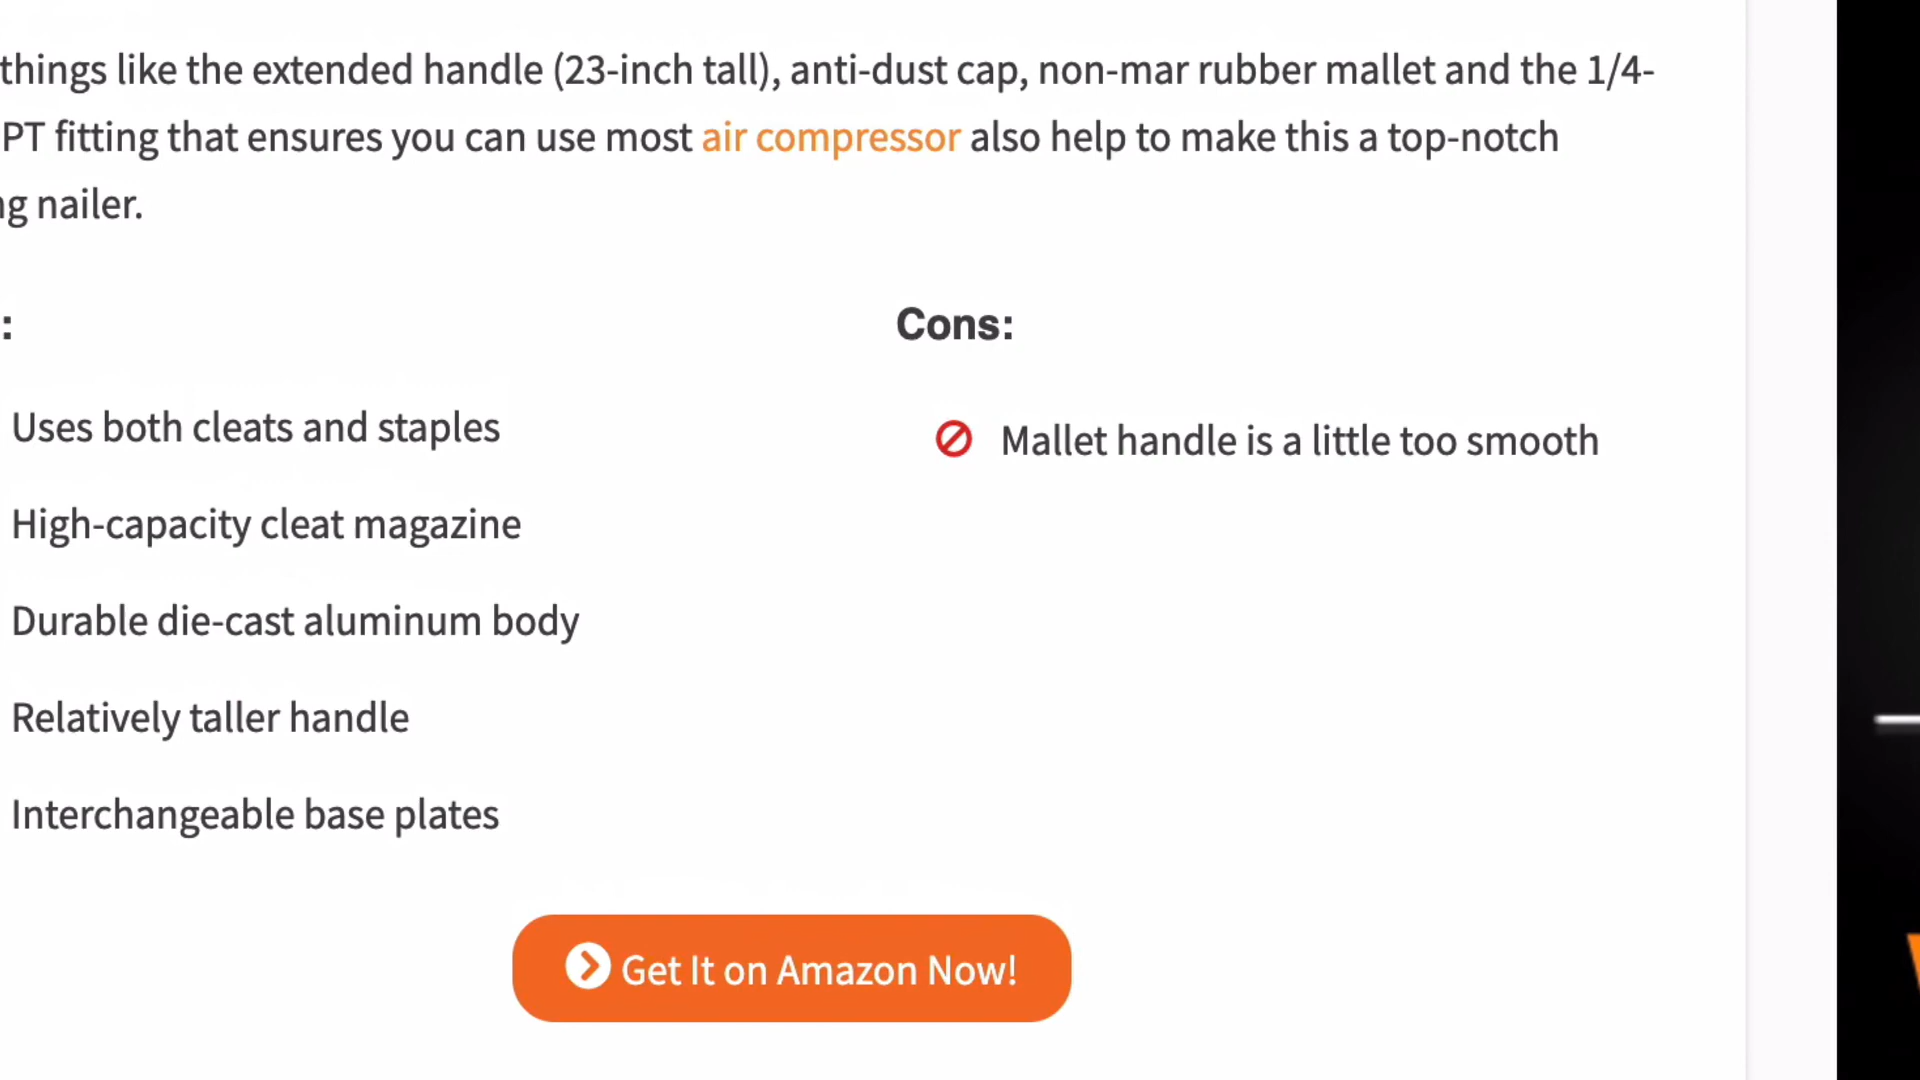 things like the extended handle (23-inch tall), anti-dust cap, non-mar rubber mallet and the 1/4-
PT fitting that ensures you can use most air compressor also help to make this a top-notch
ng nailer.
:
Cons:
Uses both cleats and staples
Mallet handle is a little too smooth
High-capacity cleat magazine
Durable die-cast aluminum body
Relatively taller handle
Interchangeable base plates
Get It on Amazon Now!